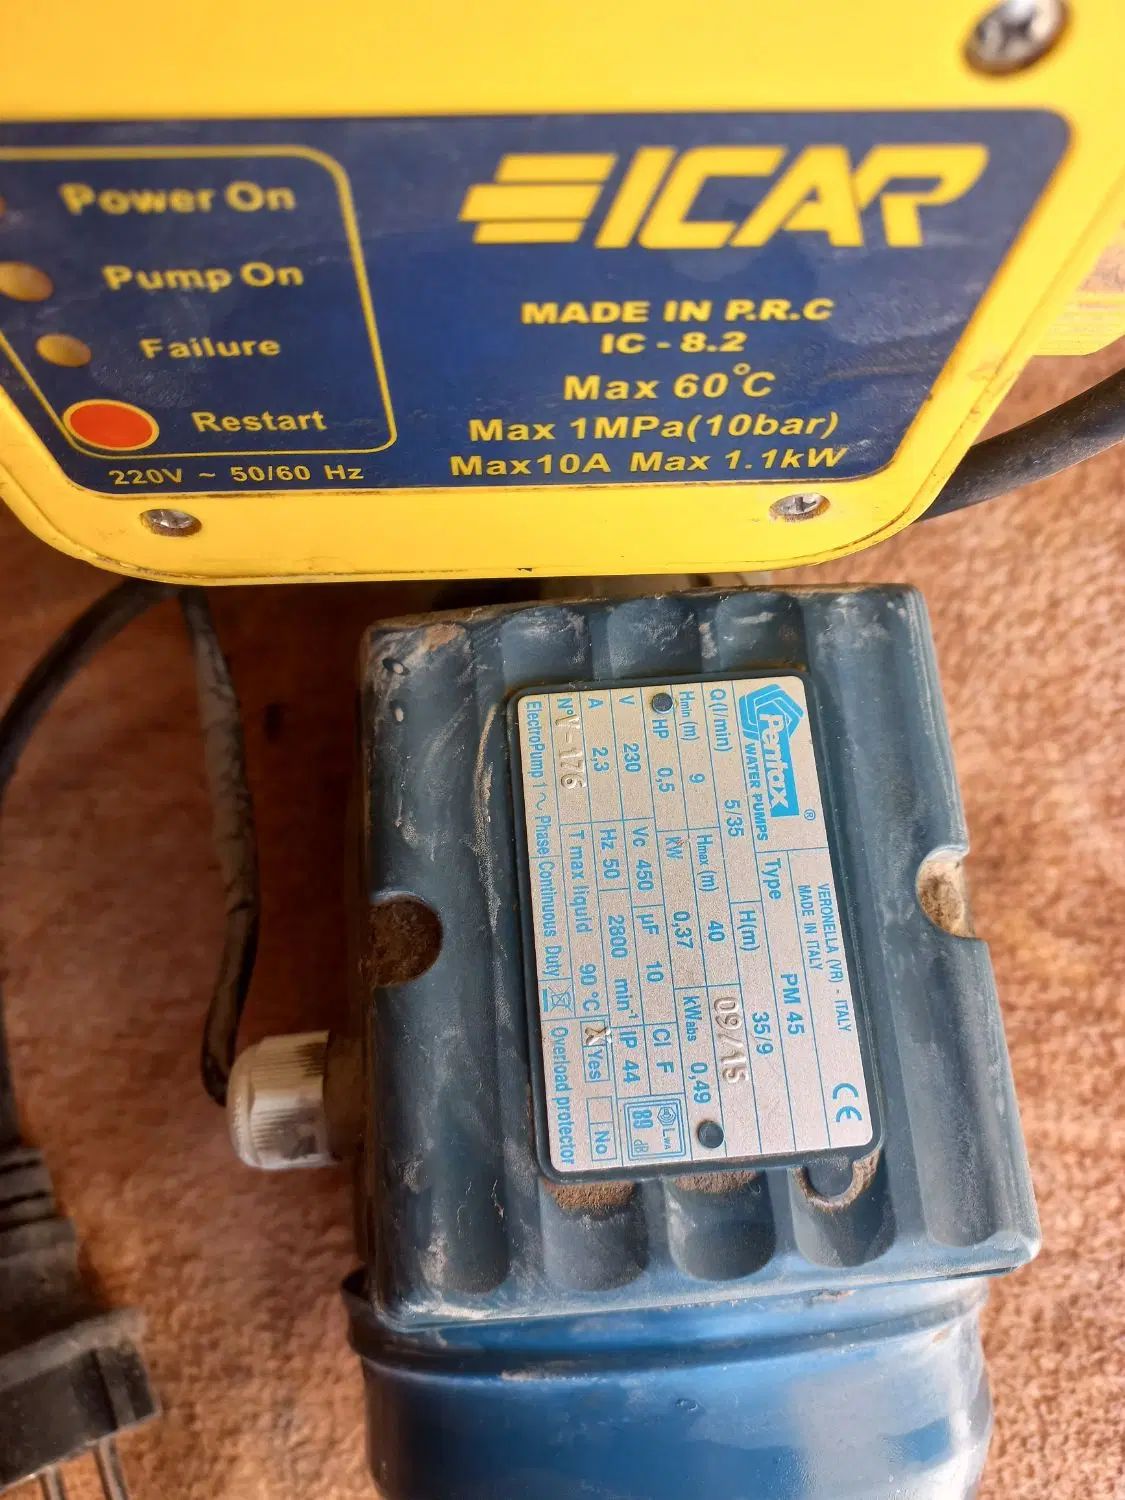 ICAR
Power On
Pump On
Failure
Restart
220V ~ 50/60 Hz
MADE IN P.R.C
IC - 8.2
Max 60°C
Max 1MPa(10bar)
Max10A Max 1.1kW
Pentax ®
WATER PUMPS
VERONELLA (VR) - ITALY
MADE IN ITALY
CE
Type PM 45
Q(l/min) 5/35 H(m) 35/9
Hmin (m) 9 Hmax (m) 40 09/15
HP 0,5 kW 0,37 kWabs 0,49
V 230 Vc 450 µF 10 Cl F
A 2,3 Hz 50 2800 min-1 IP 44
LWA 89 dB
N° V-176 T max liquid 90 °C X Yes No
ElectroPump 1 ~ Phase Continuous Duty Overload protector